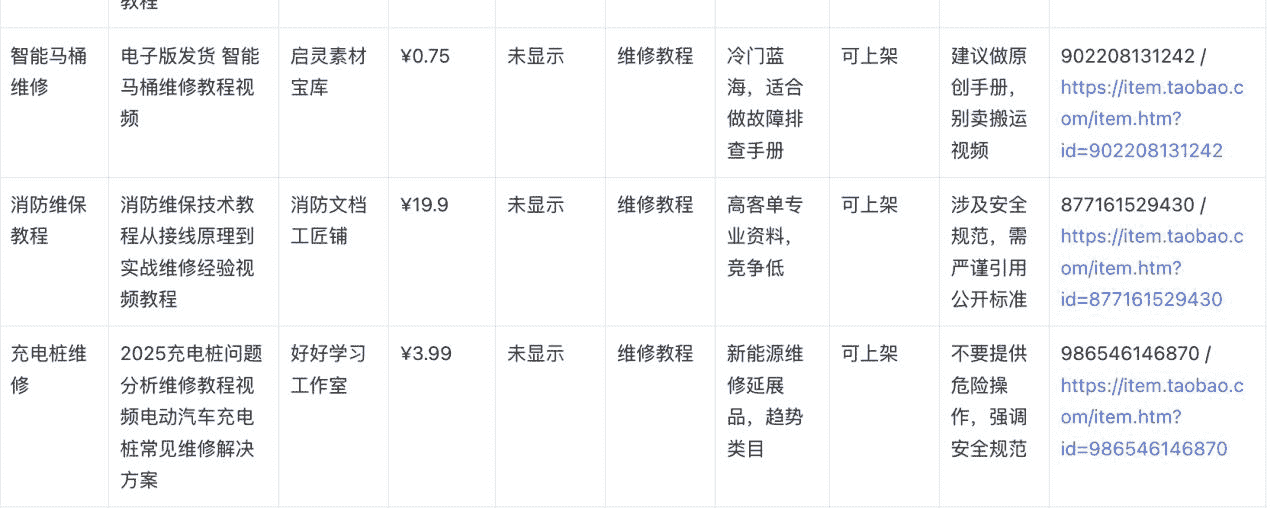 教程
智能马桶
维修
电子版发货 智能
马桶维修教程视
频
启灵素材
宝库
¥0.75
未显示
维修教程
冷门蓝
海，适合
做故障排
查手册
可上架
建议做原
创手册，
别卖搬运
视频
902208131242 /
https://item.taobao.c
om/item.htm?
id=902208131242
消防维保
教程
消防维保技术教
程从接线原理到
实战维修经验视
频教程
消防文档
工匠铺
¥19.9
未显示
维修教程
高客单专
业资料，
竞争低
可上架
涉及安全
规范，需
严谨引用
公开标准
877161529430 /
https://item.taobao.c
om/item.htm?
id=877161529430
充电桩维
修
2025充电桩问题
分析维修教程视
频电动汽车充电
桩常见维修解决
方案
好好学习
工作室
¥3.99
未显示
维修教程
新能源维
修延展
品，趋势
类目
可上架
不要提供
危险操
作，强调
安全规范
986546146870 /
https://item.taobao.c
om/item.htm?
id=986546146870